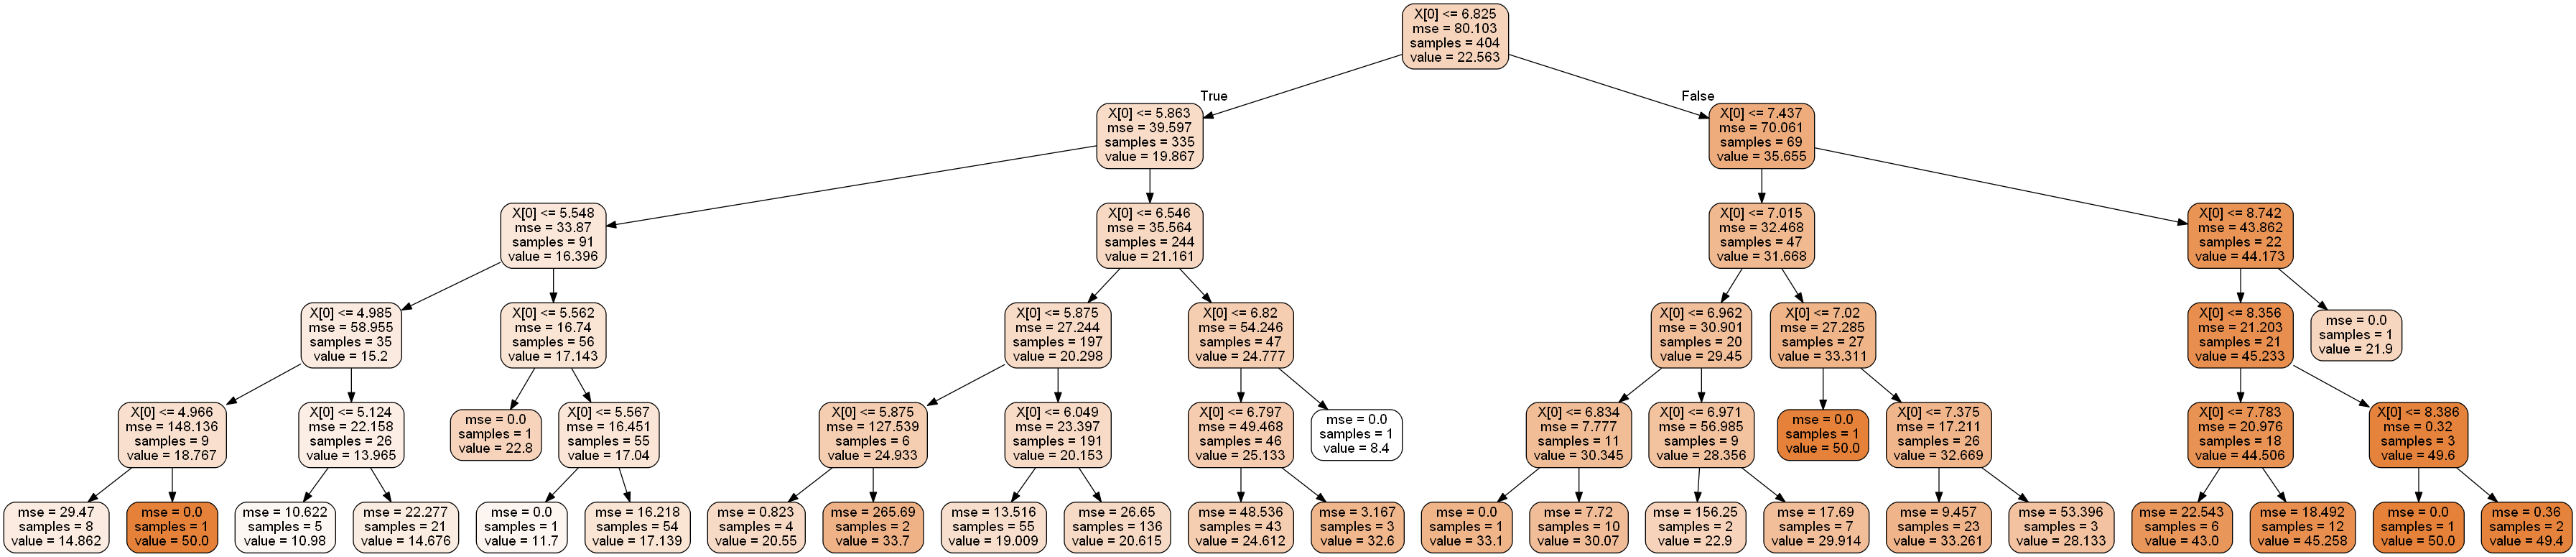 X[0] <= 6.825
mse = 80.103
samples = 404
value = 22.563
True
False
X[0] <= 5.863
mse = 39.597
samples = 335
value = 19.867
X[0] <= 7.437
mse = 70.061
samples = 69
value = 35.655
X[0] <= 5.548
mse = 33.87
samples = 91
value = 16.396
X[0] <= 6.546
mse = 35.564
samples = 244
value = 21.161
X[0] <= 7.015
mse = 32.468
samples = 47
value = 31.668
X[0] <= 8.742
mse = 43.862
samples = 22
value = 44.173
X[0] <= 4.985
mse = 58.955
samples = 35
value = 15.2
X[0] <= 5.562
mse = 16.74
samples = 56
value = 17.143
X[0] <= 5.875
mse = 27.244
samples = 197
value = 20.298
X[0] <= 6.82
mse = 54.246
samples = 47
value = 24.777
X[0] <= 6.962
mse = 30.901
samples = 20
value = 29.45
X[0] <= 7.02
mse = 27.285
samples = 27
value = 33.311
X[0] <= 8.356
mse = 21.203
samples = 21
value = 45.233
mse = 0.0
samples = 1
value = 21.9
X[0] <= 4.966
mse = 148.136
samples = 9
value = 18.767
X[0] <= 5.124
mse = 22.158
samples = 26
value = 13.965
mse = 0.0
samples = 1
value = 22.8
X[0] <= 5.567
mse = 16.451
samples = 55
value = 17.04
X[0] <= 5.875
mse = 127.539
samples = 6
value = 24.933
X[0] <= 6.049
mse = 23.397
samples = 191
value = 20.153
X[0] <= 6.797
mse = 49.468
samples = 46
value = 25.133
mse = 0.0
samples = 1
value = 8.4
X[0] <= 6.834
mse = 7.777
samples = 11
value = 30.345
X[0] <= 6.971
mse = 56.985
samples = 9
value = 28.356
mse = 0.0
samples = 1
value = 50.0
X[0] <= 7.375
mse = 17.211
samples = 26
value = 32.669
X[0] <= 7.783
mse = 20.976
samples = 18
value = 44.506
X[0] <= 8.386
mse = 0.32
samples = 3
value = 49.6
mse = 29.47
samples = 8
value = 14.862
mse = 0.0
samples = 1
value = 50.0
mse = 10.622
samples = 5
value = 10.98
mse = 22.277
samples = 21
value = 14.676
mse = 0.0
samples = 1
value = 11.7
mse = 16.218
samples = 54
value = 17.139
mse = 0.823
samples = 4
value = 20.55
mse = 265.69
samples = 2
value = 33.7
mse = 13.516
samples = 55
value = 19.009
mse = 26.65
samples = 136
value = 20.615
mse = 48.536
samples = 43
value = 24.612
mse = 3.167
samples = 3
value = 32.6
mse = 0.0
samples = 1
value = 33.1
mse = 7.72
samples = 10
value = 30.07
mse = 156.25
samples = 2
value = 22.9
mse = 17.69
samples = 7
value = 29.914
mse = 9.457
samples = 23
value = 33.261
mse = 53.396
samples = 3
value = 28.133
mse = 22.543
samples = 6
value = 43.0
mse = 18.492
samples = 12
value = 45.258
mse = 0.0
samples = 1
value = 50.0
mse = 0.36
samples = 2
value = 49.4